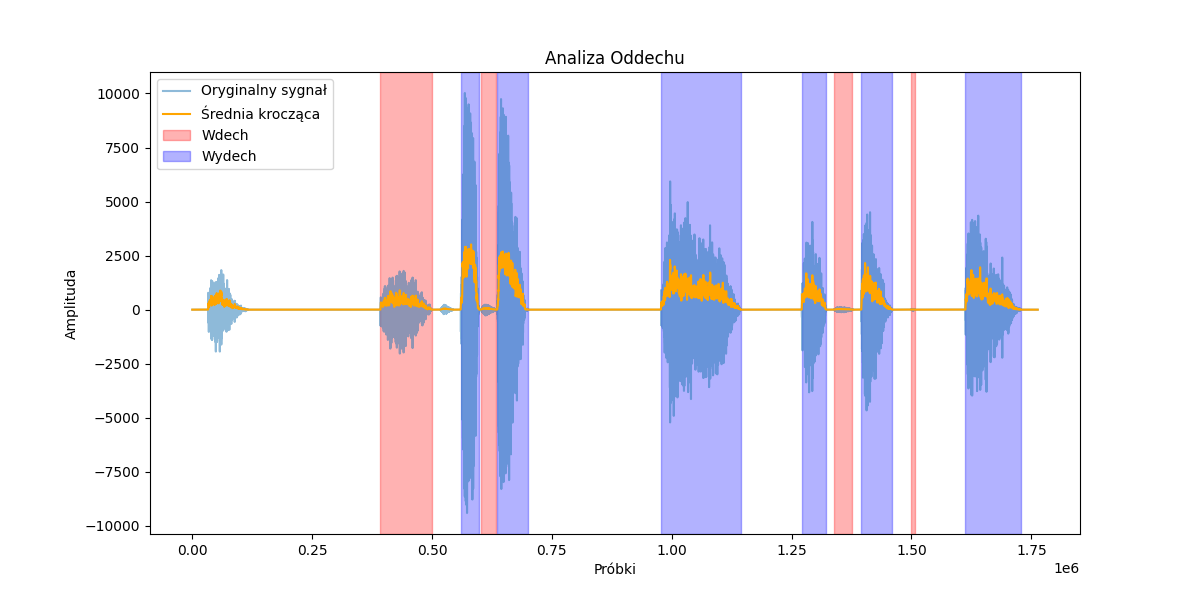 Analiza Oddechu
Oryginalny sygnał
Średnia krocząca
Wdech
Wydech
Amplituda
10000
7500
5000
2500
0
−2500
−5000
−7500
−10000
0.00 0.25 0.50 0.75 1.00 1.25 1.50 1.75
1e6
Próbki